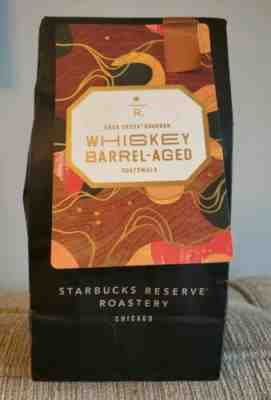 R.
WHISKEY
BARREL-AGED
GUATEMALA
STARBUCKS RESERVE®
ROASTERY
CHICAGO